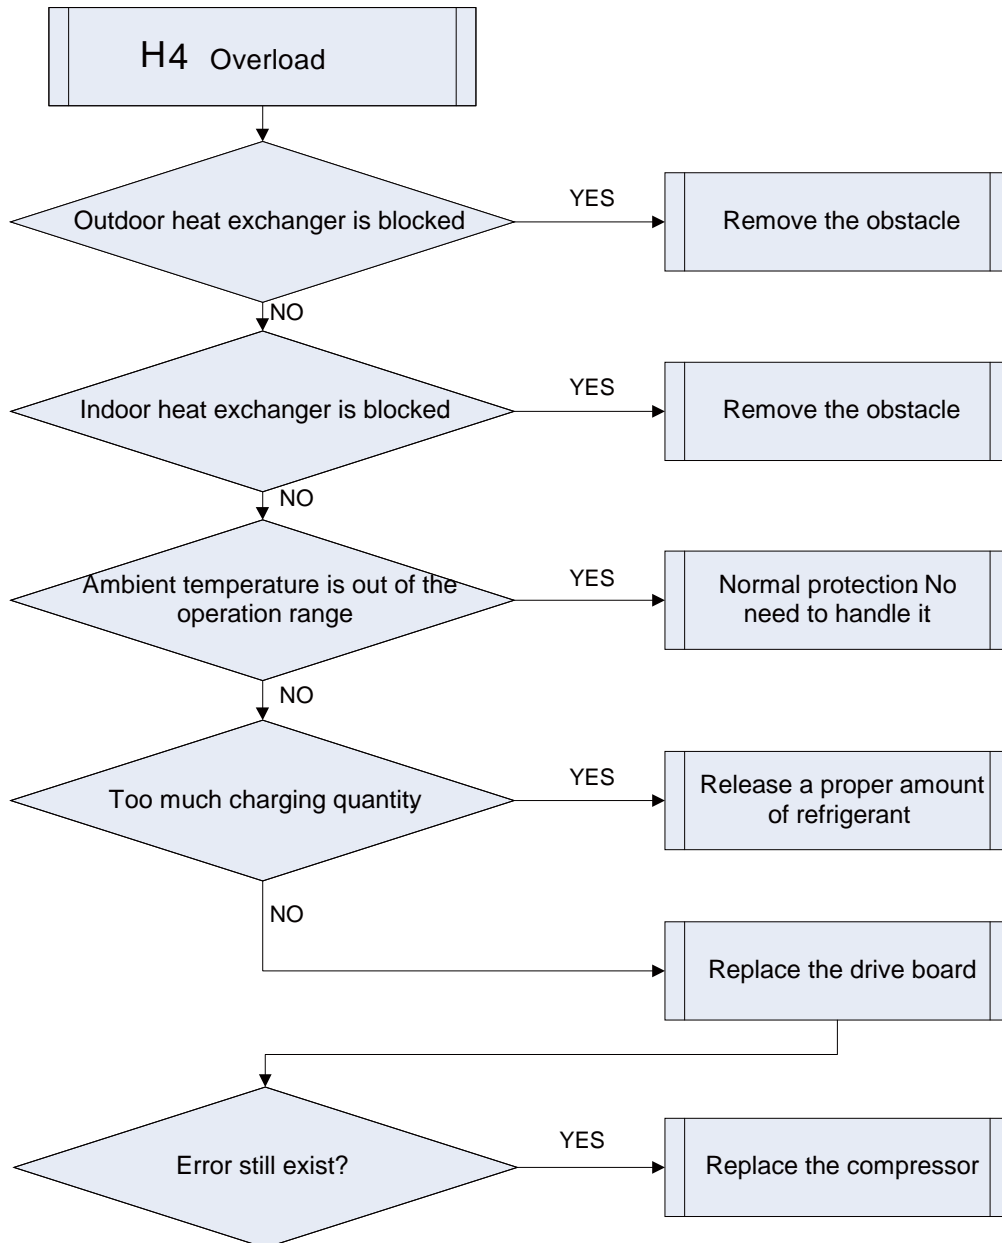 H4 Overload
Outdoor heat exchanger is blocked
YES
Remove the obstacle
NO
Indoor heat exchanger is blocked
YES
Remove the obstacle
NO
Ambient temperature is out of the
operation range
YES
Normal protection. No
need to handle it.
NO
Too much charging quantity
YES
Release a proper amount
of refrigerant
NO
Replace the drive board
Error still exist?
YES
Replace the compressor